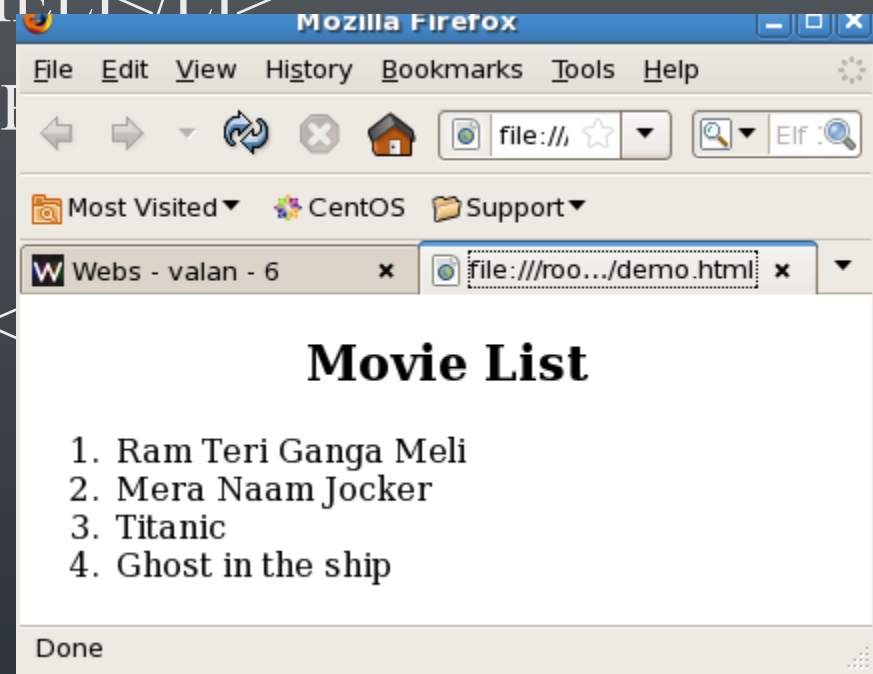 Mozilla Firefox
File Edit View History Bookmarks Tools Help
file:// Elf
Most Visited CentOS Support
W Webs - valan - 6 file:///roo.../demo.html
Movie List
1. Ram Teri Ganga Meli
2. Mera Naam Jocker
3. Titanic
4. Ghost in the ship
Done